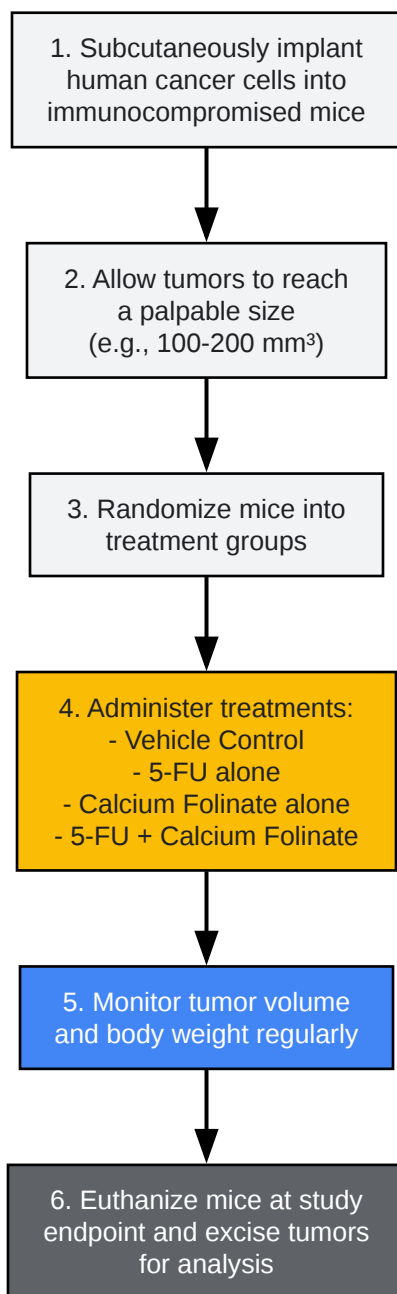 1. Subcutaneously implant
human cancer cells into
immunocompromised mice
2. Allow tumors to reach
a palpable size
(e.g., 100-200 mm³)
3. Randomize mice into
treatment groups
4. Administer treatments:
- Vehicle Control
- 5-FU alone
- Calcium Folinate alone
- 5-FU + Calcium Folinate
5. Monitor tumor volume
and body weight regularly
6. Euthanize mice at study
endpoint and excise tumors
for analysis